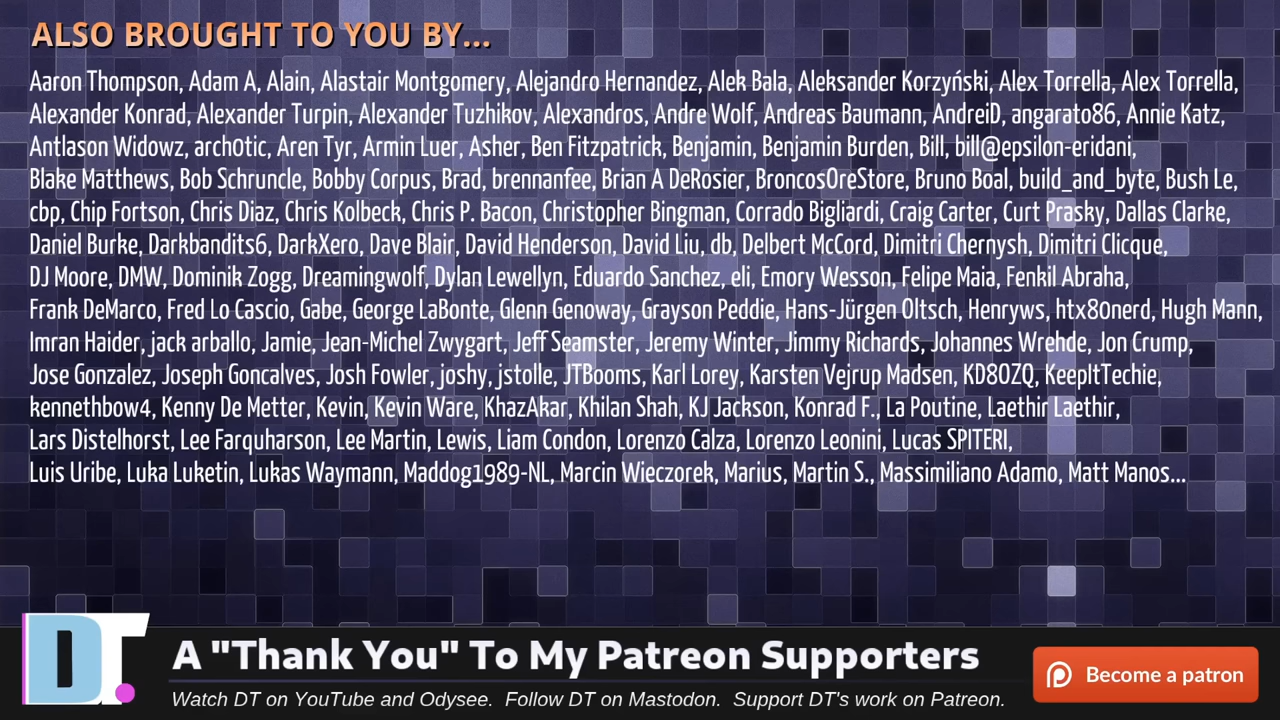 ALSO BROUGHT TO YOU BY...
Aaron Thompson, Adam A, Alain, Alastair Montgomery, Alejandro Hernandez, Alek Bala, Aleksander Korzyński, Alex Torrella, Alex Torrella,
Alexander Konrad, Alexander Turpin, Alexander Tuzhikov, Alexandros, Andre Wolf, Andreas Baumann, AndreiD, angarato86, Annie Katz,
Antlason Widowz, arch0tic, Aren Tyr, Armin Luer, Asher, Ben Fitzpatrick, Benjamin, Benjamin Burden, Bill, bill@epsilon-eridani,
Blake Matthews, Bob Schruncle, Bobby Corpus, Brad, brennanfee, Brian A DeRosier, BroncosOreStore, Bruno Boal, build_and_byte, Bush Le,
cbp, Chip Fortson, Chris Diaz, Chris Kolbeck, Chris P. Bacon, Christopher Bingman, Corrado Bigliardi, Craig Carter, Curt Prasky, Dallas Clarke,
Daniel Burke, Darkbandits6, DarkXero, Dave Blair, David Henderson, David Liu, db, Delbert McCord, Dimitri Chernysh, Dimitri Clicque,
DJ Moore, DMW, Dominik Zogg, Dreamingwolf, Dylan Lewellyn, Eduardo Sanchez, eli, Emory Wesson, Felipe Maia, Fenkil Abraha,
Frank DeMarco, Fred Lo Cascio, Gabe, George LaBonte, Glenn Genoway, Grayson Peddie, Hans-Jürgen Oltsch, Henryws, htx80nerd, Hugh Mann,
Imran Haider, jack arballo, Jamie, Jean-Michel Zwygart, Jeff Seamster, Jeremy Winter, Jimmy Richards, Johannes Wrehde, Jon Crump,
Jose Gonzalez, Joseph Goncalves, Josh Fowler, joshy, jstolle, JTBooms, Karl Lorey, Karsten Vejrup Madsen, KD8OZQ, KeepItTechie,
kennethbow4, Kenny De Metter, Kevin, Kevin Ware, KhazAkar, Khilan Shah, KJ Jackson, Konrad F., La Poutine, Laethir Laethir,
Lars Distelhorst, Lee Farquharson, Lee Martin, Lewis, Liam Condon, Lorenzo Calza, Lorenzo Leonini, Lucas SPITERI,
Luis Uribe, Luka Luketin, Lukas Waymann, Maddog1989-NL, Marcin Wieczorek, Marius, Martin S., Massimiliano Adamo, Matt Manos...
DT
A "Thank You" To My Patreon Supporters
Watch DT on YouTube and Odysee. Follow DT on Mastodon. Support DT's work on Patreon.
Become a patron